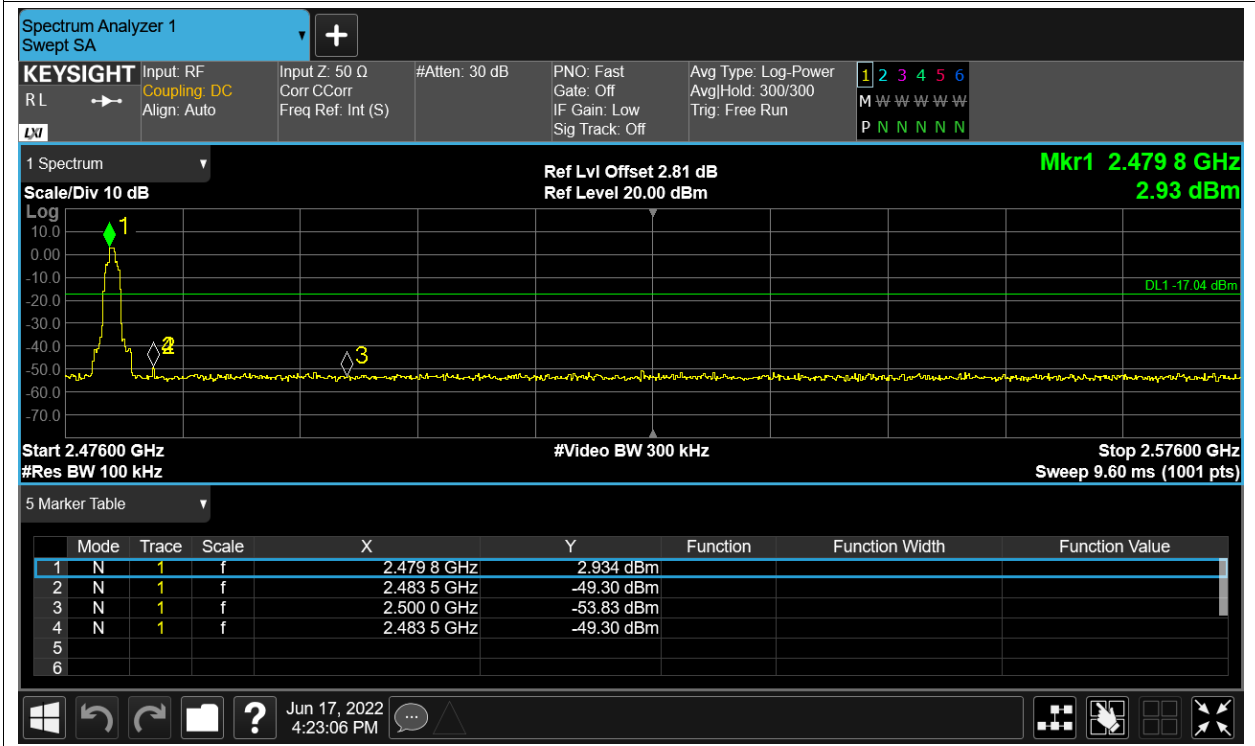 Spectrum Analyzer 1
Swept SA
+
KEYSIGHT Input: RF Input Z: 50 Ω #Atten: 30 dB PNO: Fast Avg Type: Log-Power 1 2 3 4 5 6
R L Coupling: DC Corr CCorr Gate: Off Avg|Hold: 300/300 M W W W W W
Align: Auto Freq Ref: Int (S) IF Gain: Low Trig: Free Run
LXI Sig Track: Off P N N N N N
1 Spectrum Ref Lvl Offset 2.81 dB Mkr1 2.479 8 GHz
Scale/Div 10 dB Ref Level 20.00 dBm 2.93 dBm
Log
1
10.0
0.00
-10.0
DL1 -17.04 dBm
-20.0
-30.0
-40.0
3
-50.0
-60.0
-70.0
Start 2.47600 GHz #Video BW 300 kHz Stop 2.57600 GHz
#Res BW 100 kHz Sweep 9.60 ms (1001 pts)
5 Marker Table
Mode Trace Scale X Y Function Function Width Function Value
1 N 1 f 2.479 8 GHz 2.934 dBm
2 N 1 f 2.483 5 GHz -49.30 dBm
3 N 1 f 2.500 0 GHz -53.83 dBm
4 N 1 f 2.483 5 GHz -49.30 dBm
5
6
? Jun 17, 2022
4:23:06 PM